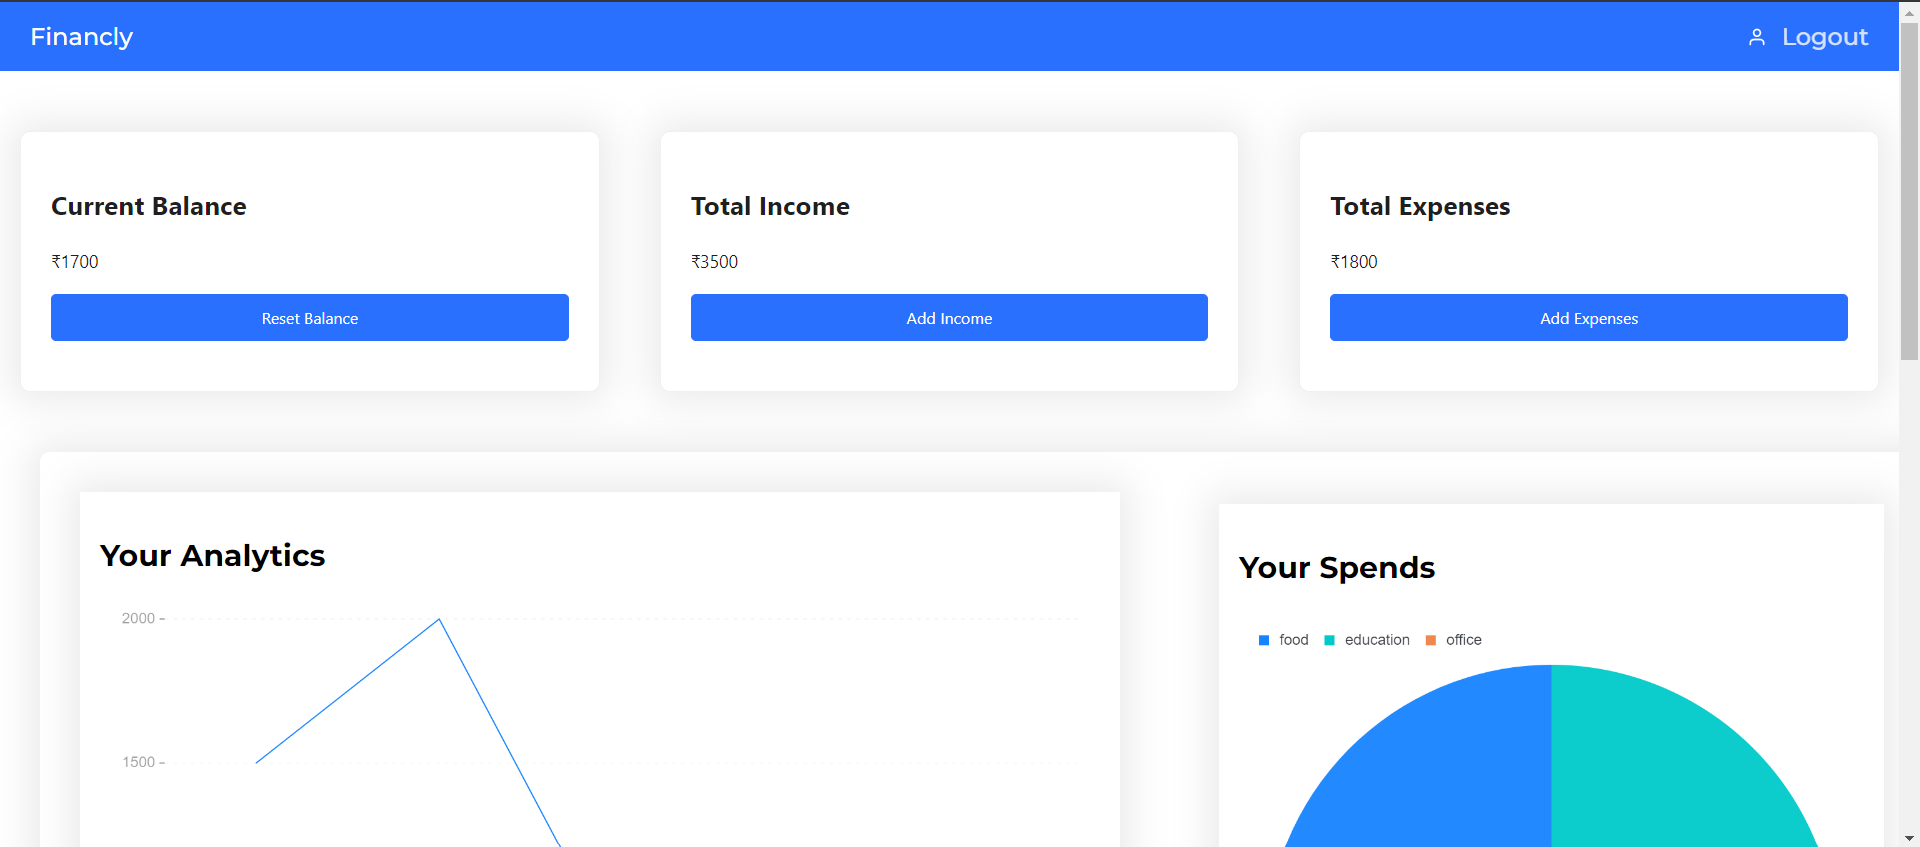 Financly
Logout
Current Balance
₹1700
Reset Balance
Total Income
₹3500
Add Income
Total Expenses
₹1800
Add Expenses
Your Analytics
2000
1500
Your Spends
food education office